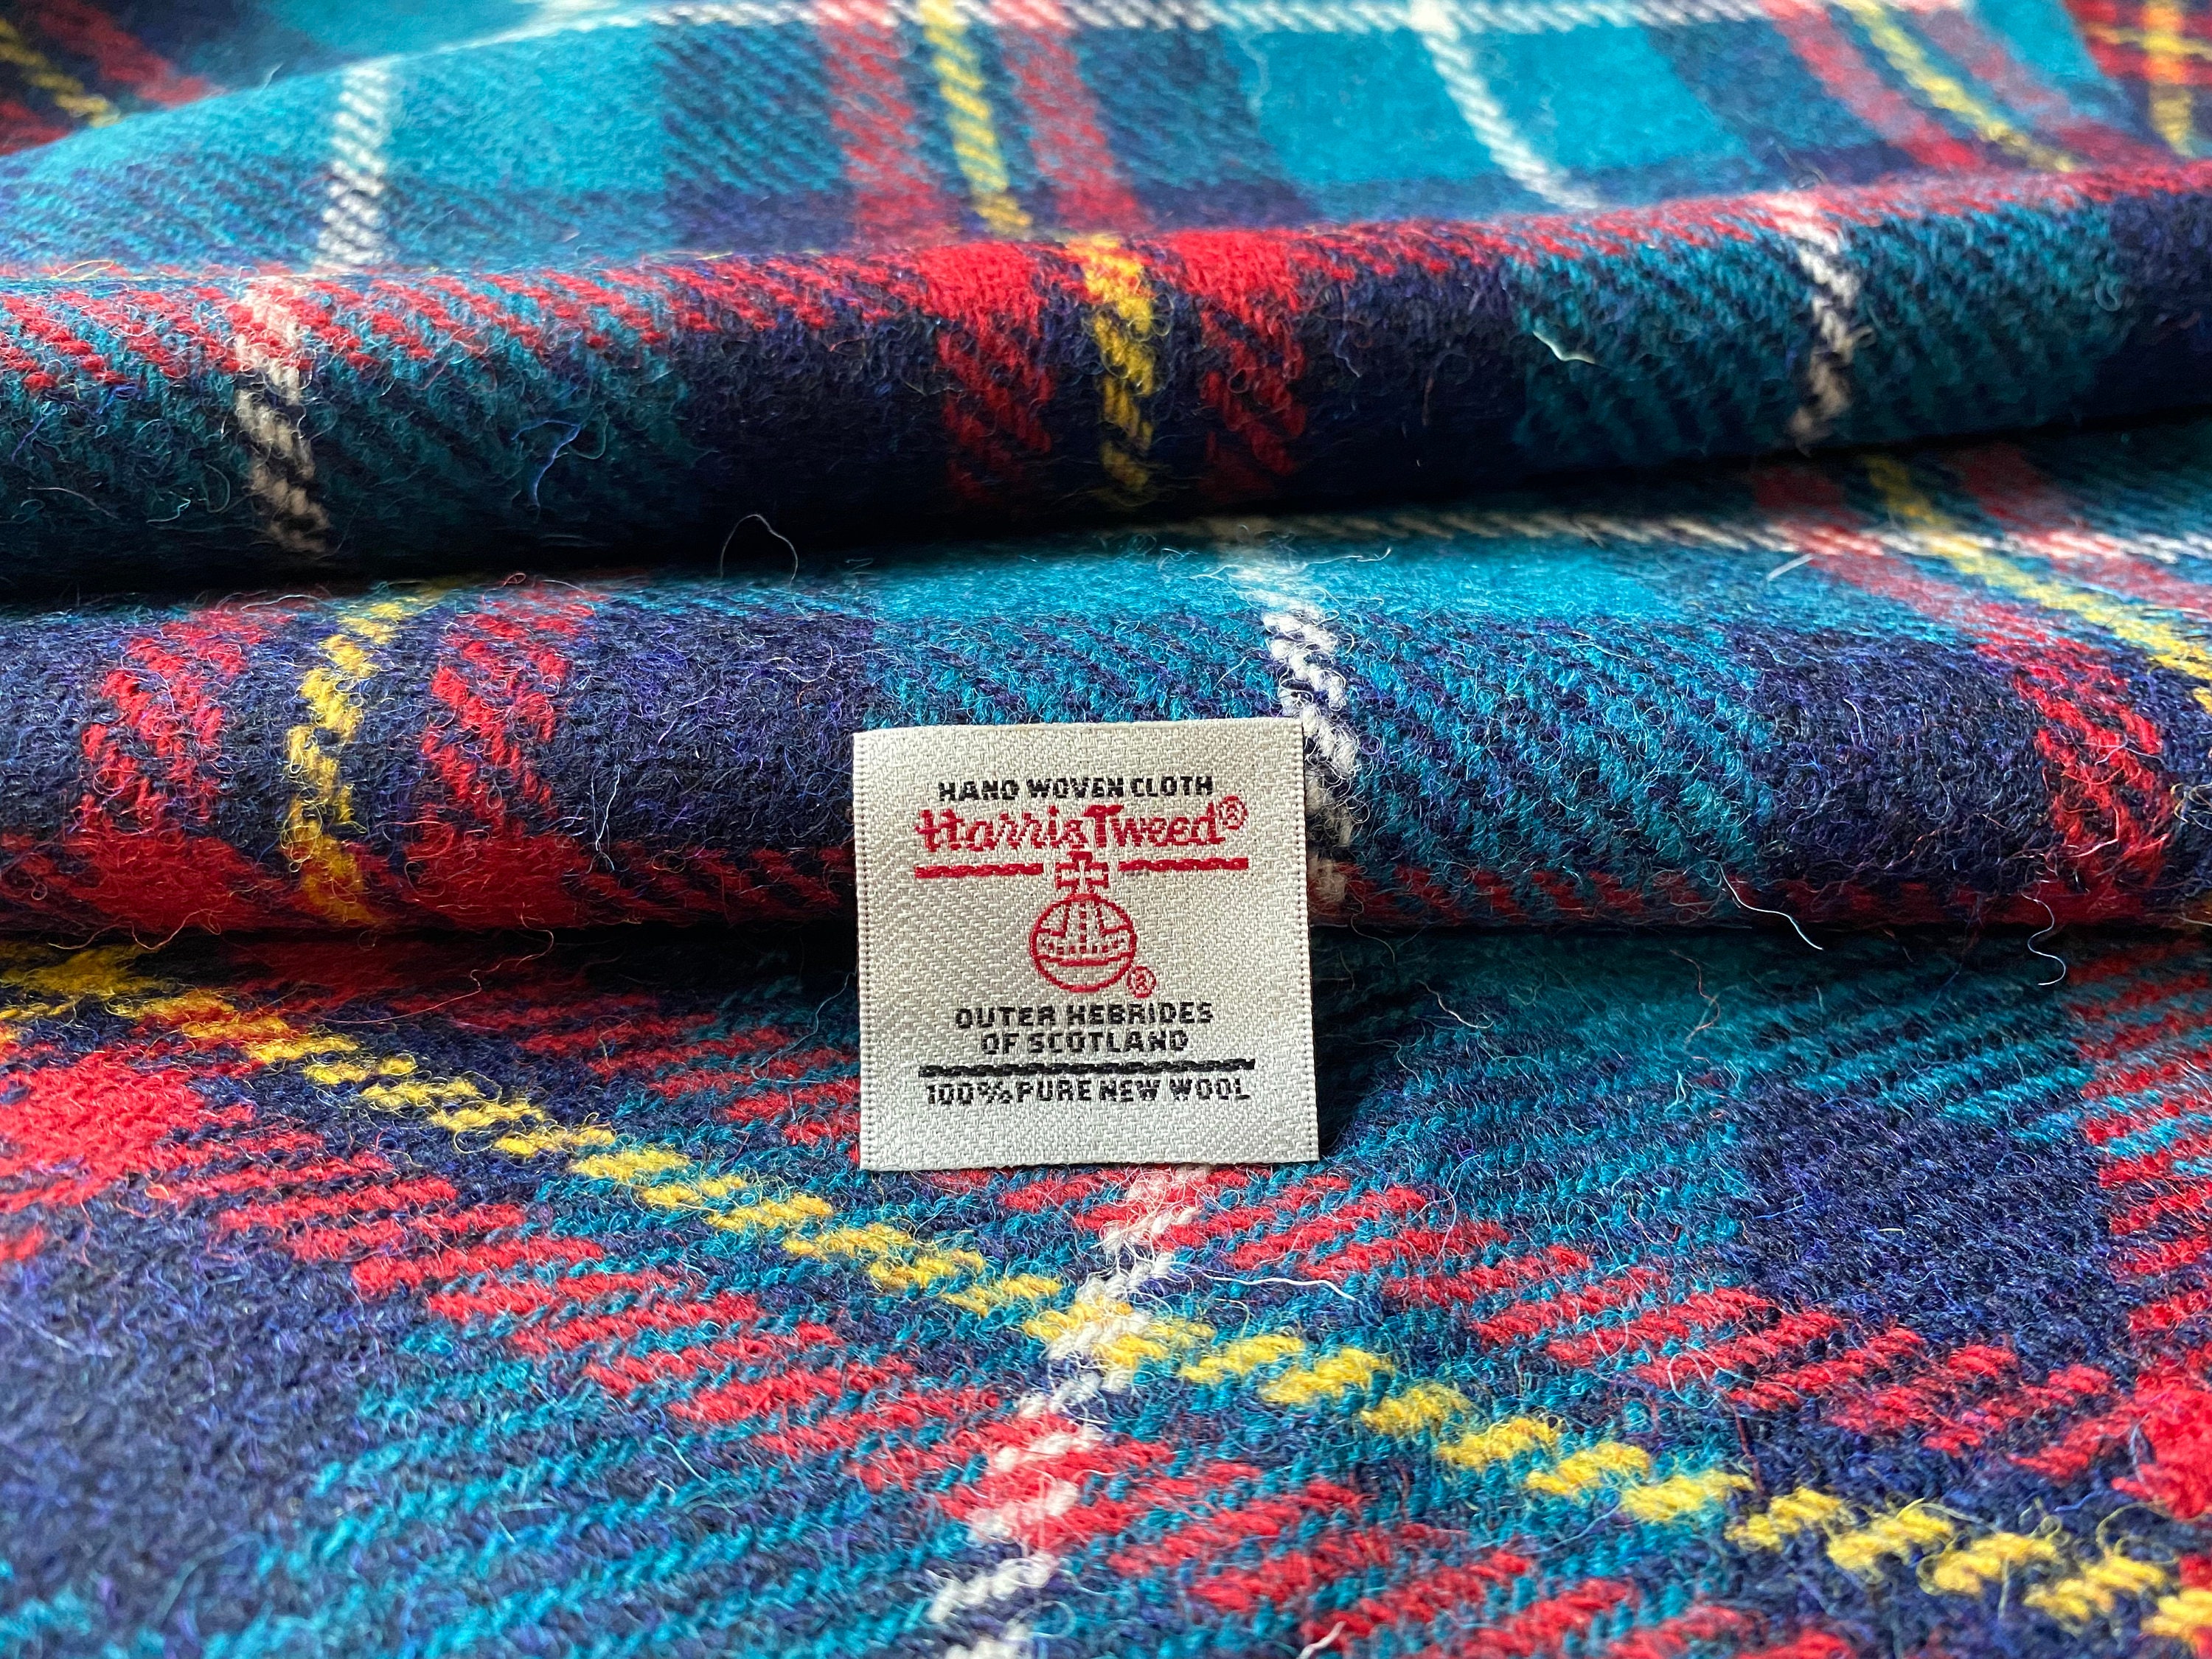 HAND WOVEN CLOTH
Harris Tweed®
®
OUTER HEBRIDES
OF SCOTLAND
100% PURE NEW WOOL